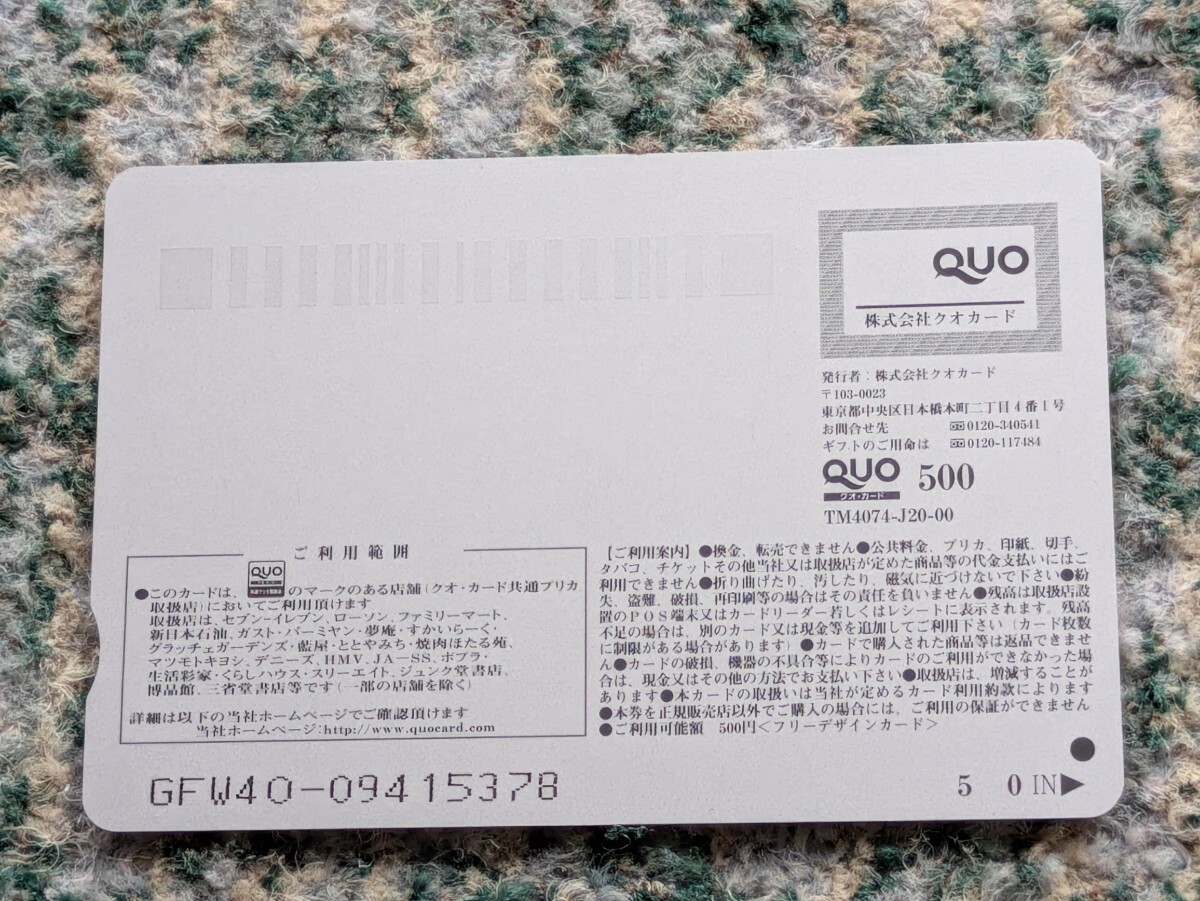 QUO
株式会社クオカード
発行者：株式会社クオカード
〒103-0023
東京都中央区日本橋本町二丁目4番1号
お問合せ先 0120-340541
ギフトのご用命は 0120-117484
QUO 500
クオ・カード
TM4074-J20-00
ご利用範囲
●このカードは、QUOのマークのある店舗(クオ・カード共通プリカ
取扱店)においてご利用頂けます
取扱店は、セブン-イレブン、ローソン、ファミリーマート、
新日本石油、ガスト・バーミヤン・夢庵・すかいらーく・
グラッチェガーデンズ・藍屋・ととやみち・焼肉ほたる苑、
マツモトキヨシ、デニーズ、HMV、JA-SS、ポプラ・
生活彩家・くらしハウス・スリーエイト、ジュンク堂書店、
博品館、三省堂書店等です(一部の店舗を除く)
詳細は以下の当社ホームページでご確認頂けます
当社ホームページ:http://www.quocard.com
【ご利用案内】●換金、転売できません●公共料金、プリカ、印紙、切手、
タバコ、チケットその他当社又は取扱店が定めた商品等の代金支払いにはご
利用できません●折り曲げたり、汚したり、磁気に近づけないで下さい●紛
失、盗難、破損、再印刷等の場合はその責任を負いません●残高は取扱店設
置のPOS端末又はカードリーダー若しくはレシートに表示されます。残高
不足の場合は、別のカード又は現金等を追加してご利用下さい(カード枚数
に制限がある場合があります)●カードで購入された商品等は返品できませ
ん●カードの破損、機器の不具合等によりカードのご利用ができなかった場
合は、現金又はその他の方法でお支払い下さい●取扱店は、増減することが
あります●本カードの取扱いは当社が定めるカード利用約款によります
●本券を正規販売店以外でご購入の場合には、ご利用の保証ができません
●ご利用可能額 500円<フリーデザインカード>
GFW40-09415378
5 0 IN▶